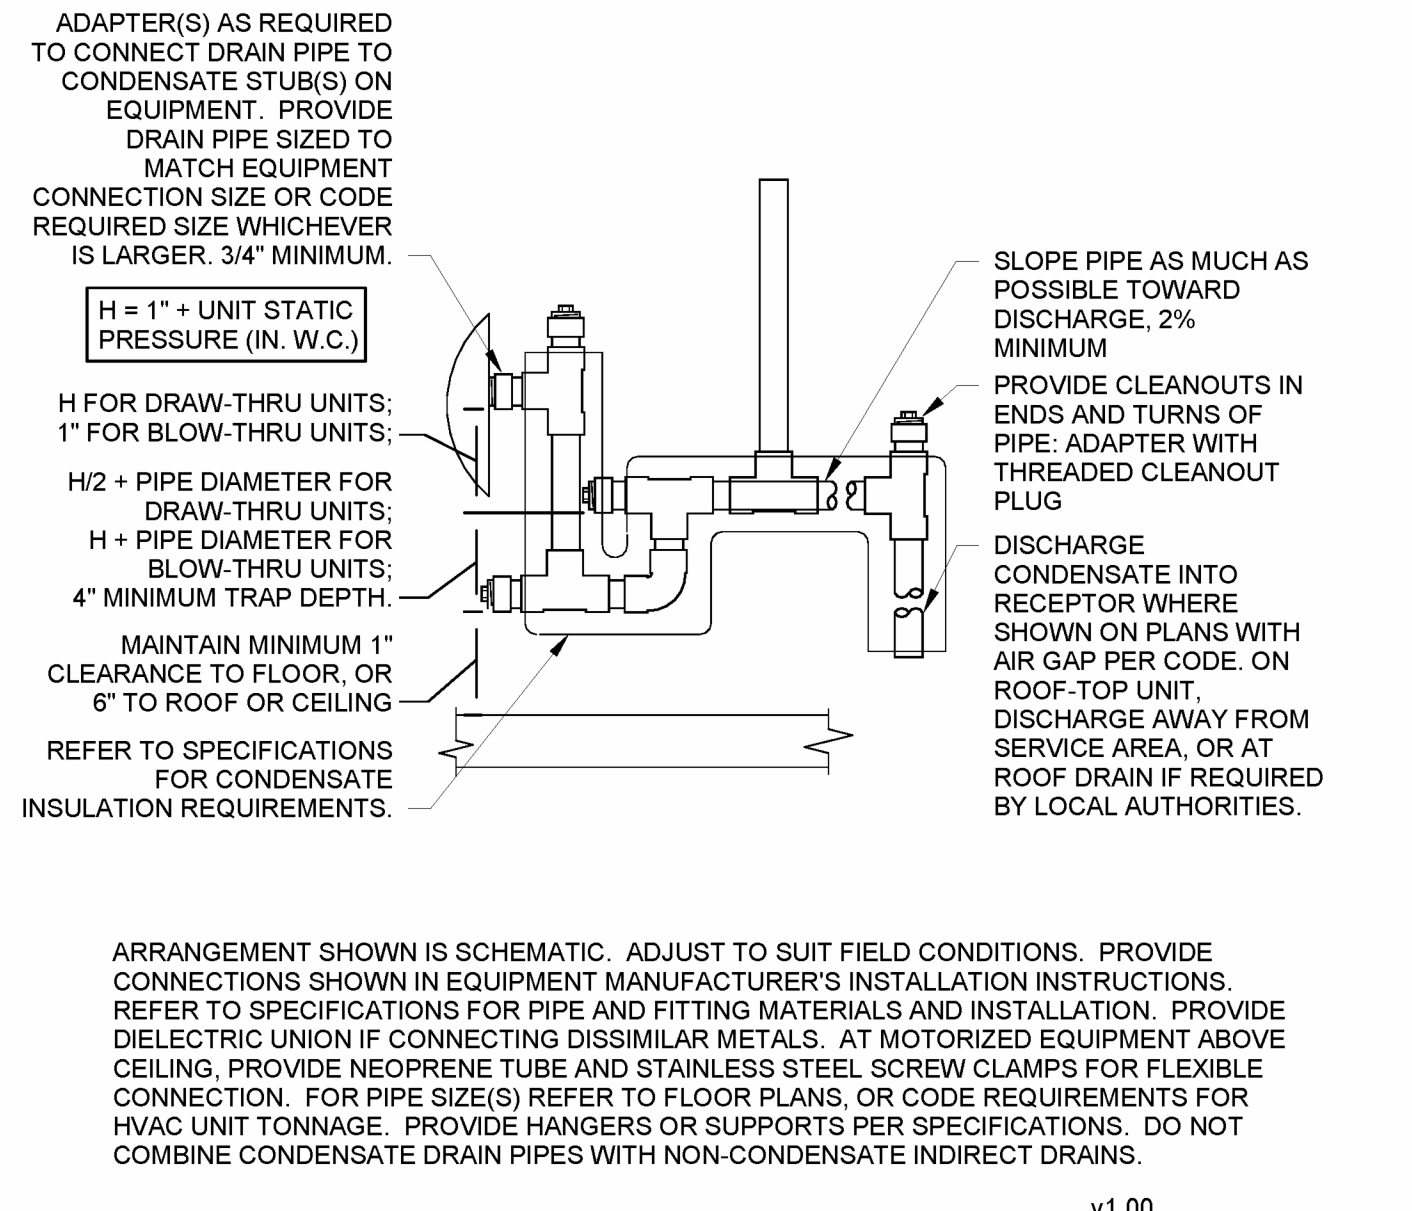 ADAPTER(S) AS REQUIRED
TO CONNECT DRAIN PIPE TO
CONDENSATE STUB(S) ON
EQUIPMENT.  PROVIDE
DRAIN PIPE SIZED TO
MATCH EQUIPMENT
CONNECTION SIZE OR CODE
REQUIRED SIZE WHICHEVER
IS LARGER. 3/4" MINIMUM.
H = 1" + UNIT STATIC
PRESSURE (IN. W.C.)
H FOR DRAW-THRU UNITS;
1" FOR BLOW-THRU UNITS;
H/2 + PIPE DIAMETER FOR
DRAW-THRU UNITS;
H + PIPE DIAMETER FOR
BLOW-THRU UNITS;
4" MINIMUM TRAP DEPTH.
MAINTAIN MINIMUM 1"
CLEARANCE TO FLOOR, OR
6" TO ROOF OR CEILING
REFER TO SPECIFICATIONS
FOR CONDENSATE
INSULATION REQUIREMENTS.
SLOPE PIPE AS MUCH AS
POSSIBLE TOWARD
DISCHARGE, 2%
MINIMUM
PROVIDE CLEANOUTS IN
ENDS AND TURNS OF
PIPE: ADAPTER WITH
THREADED CLEANOUT
PLUG
DISCHARGE
CONDENSATE INTO
RECEPTOR WHERE
SHOWN ON PLANS WITH
AIR GAP PER CODE. ON
ROOF-TOP UNIT,
DISCHARGE AWAY FROM
SERVICE AREA, OR AT
ROOF DRAIN IF REQUIRED
BY LOCAL AUTHORITIES.
ARRANGEMENT SHOWN IS SCHEMATIC.  ADJUST TO SUIT FIELD CONDITIONS.  PROVIDE
CONNECTIONS SHOWN IN EQUIPMENT MANUFACTURER'S INSTALLATION INSTRUCTIONS.
REFER TO SPECIFICATIONS FOR PIPE AND FITTING MATERIALS AND INSTALLATION.  PROVIDE
DIELECTRIC UNION IF CONNECTING DISSIMILAR METALS.  AT MOTORIZED EQUIPMENT ABOVE
CEILING, PROVIDE NEOPRENE TUBE AND STAINLESS STEEL SCREW CLAMPS FOR FLEXIBLE
CONNECTION.  FOR PIPE SIZE(S) REFER TO FLOOR PLANS, OR CODE REQUIREMENTS FOR
HVAC UNIT TONNAGE.  PROVIDE HANGERS OR SUPPORTS PER SPECIFICATIONS.  DO NOT
COMBINE CONDENSATE DRAIN PIPES WITH NON-CONDENSATE INDIRECT DRAINS.
v1.00